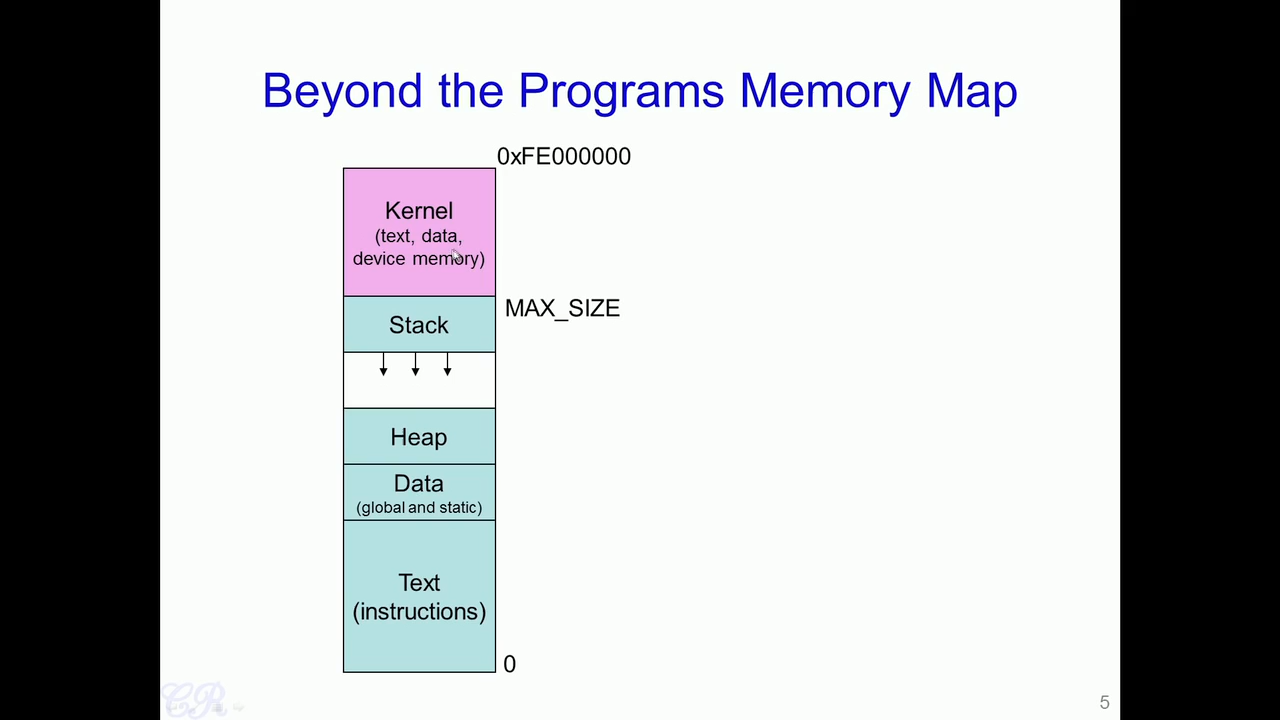 Beyond the Programs Memory Map
0xFE000000
Kernel
(text, data,
device memory)
MAX_SIZE
Stack
Heap
Data
(global and static)
Text
(instructions)
0
CR
5